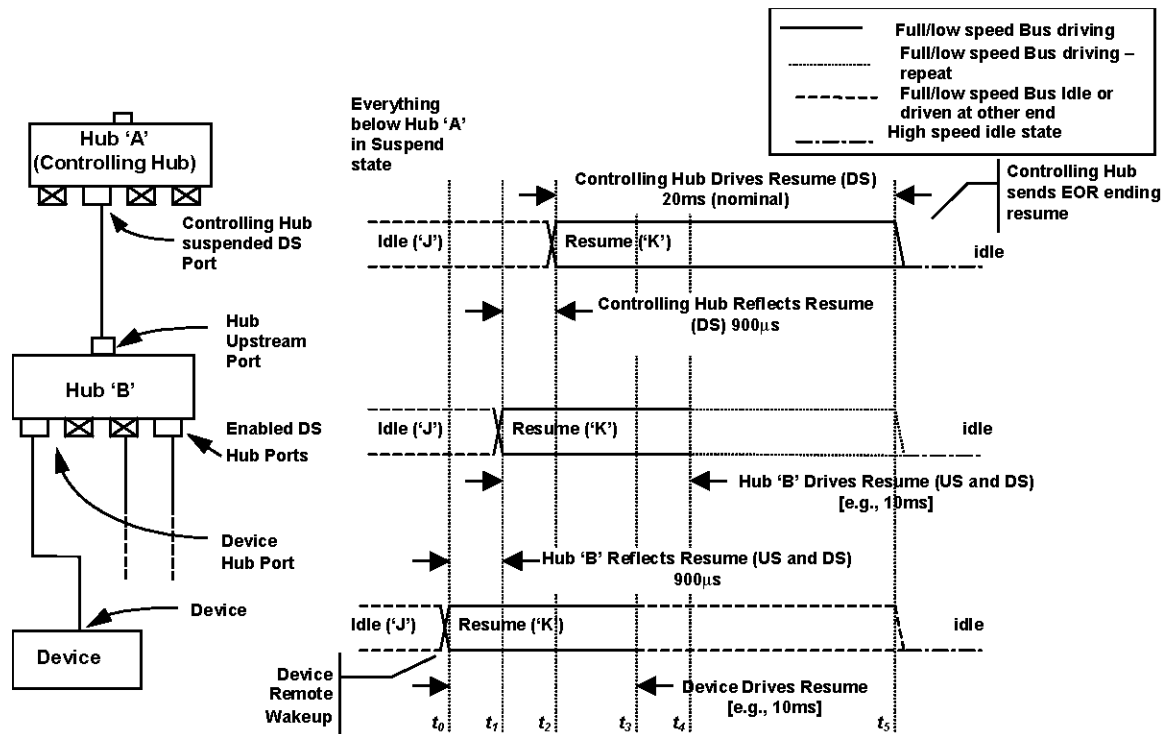 Full/low speed Bus driving
Full/low speed Bus driving –
repeat
Full/low speed Bus Idle or
driven at other end
High speed idle state
Everything
below Hub ‘A’
in Suspend
state
Hub ‘A’
(Controlling Hub)
Controlling Hub
suspended DS
Port
Controlling Hub Drives Resume (DS)
20ms (nominal)
Controlling Hub
sends EOR ending
resume
Idle (‘J’)
Resume (‘K’)
idle
Controlling Hub Reflects Resume
(DS) 900µs
Hub
Upstream
Port
Hub ‘B’
Enabled DS
Hub Ports
Idle (‘J’)
Resume (‘K’)
idle
Hub ‘B’ Drives Resume (US and DS)
[e.g., 10ms]
Device
Hub Port
Hub ‘B’ Reflects Resume (US and DS)
900µs
Device
Device
Idle (‘J’)
Resume (‘K’)
idle
Device
Remote
Wakeup
Device Drives Resume
[e.g., 10ms]
t0 t1 t2 t3 t4 t5